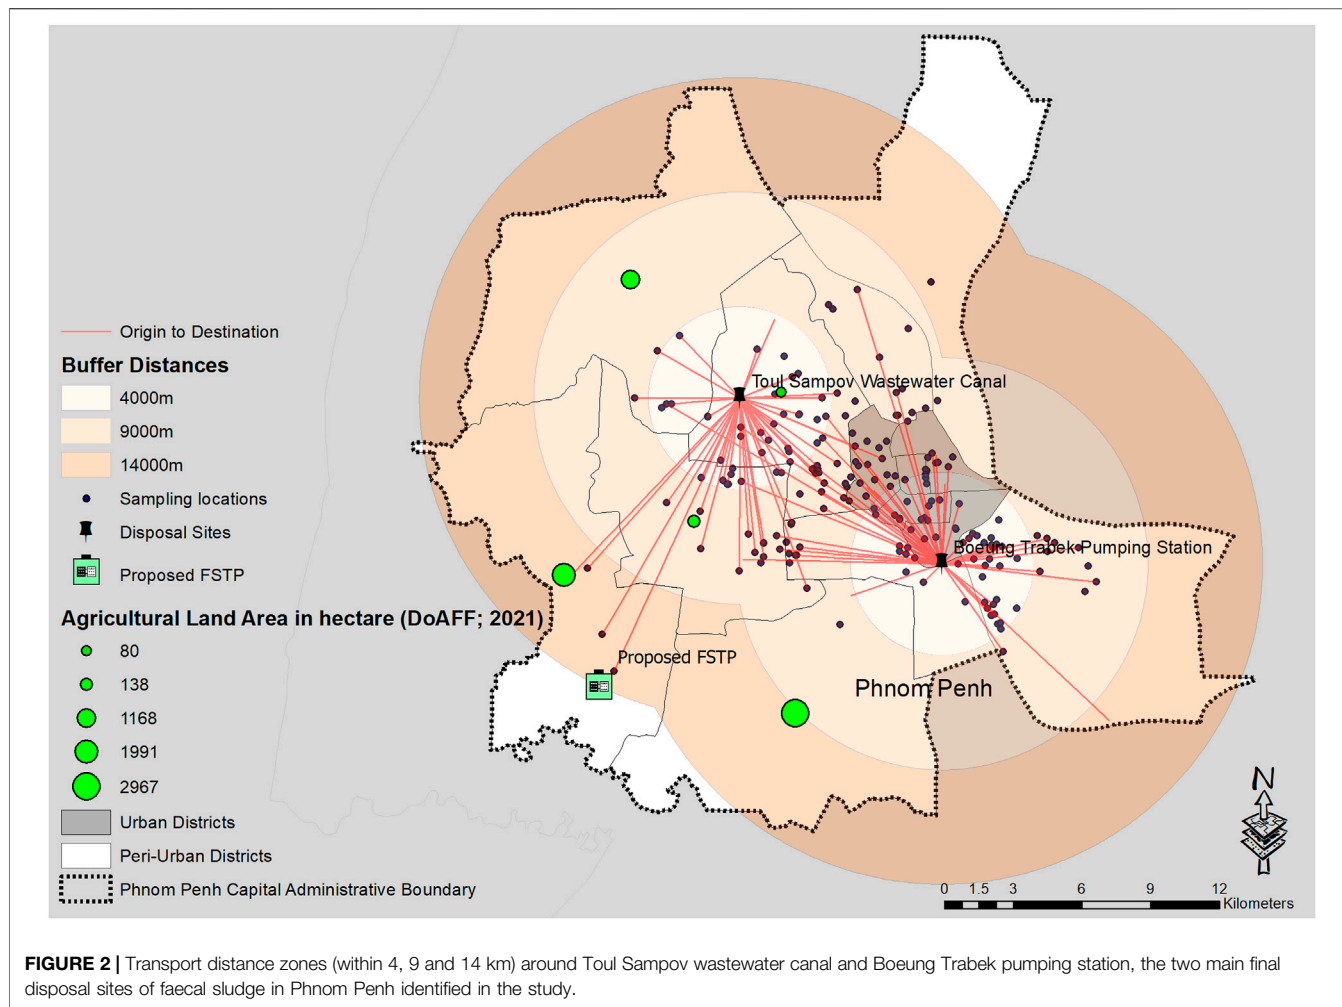 Toul Sampov Wastewater Canal
Boeung Trabek Pumping Station
Proposed FSTP
Phnom Penh
Origin to Destination
Buffer Distances
4000m
9000m
14000m
Sampling locations
Disposal Sites
Proposed FSTP
Agricultural Land Area in hectare (DoAFF; 2021)
80
138
1168
1991
2967
Urban Districts
Peri-Urban Districts
Phnom Penh Capital Administrative Boundary
N
0 1.5 3 6 9 12
Kilometers
FIGURE 2 | Transport distance zones (within 4, 9 and 14 km) around Toul Sampov wastewater canal and Boeung Trabek pumping station, the two main final
disposal sites of faecal sludge in Phnom Penh identified in the study.